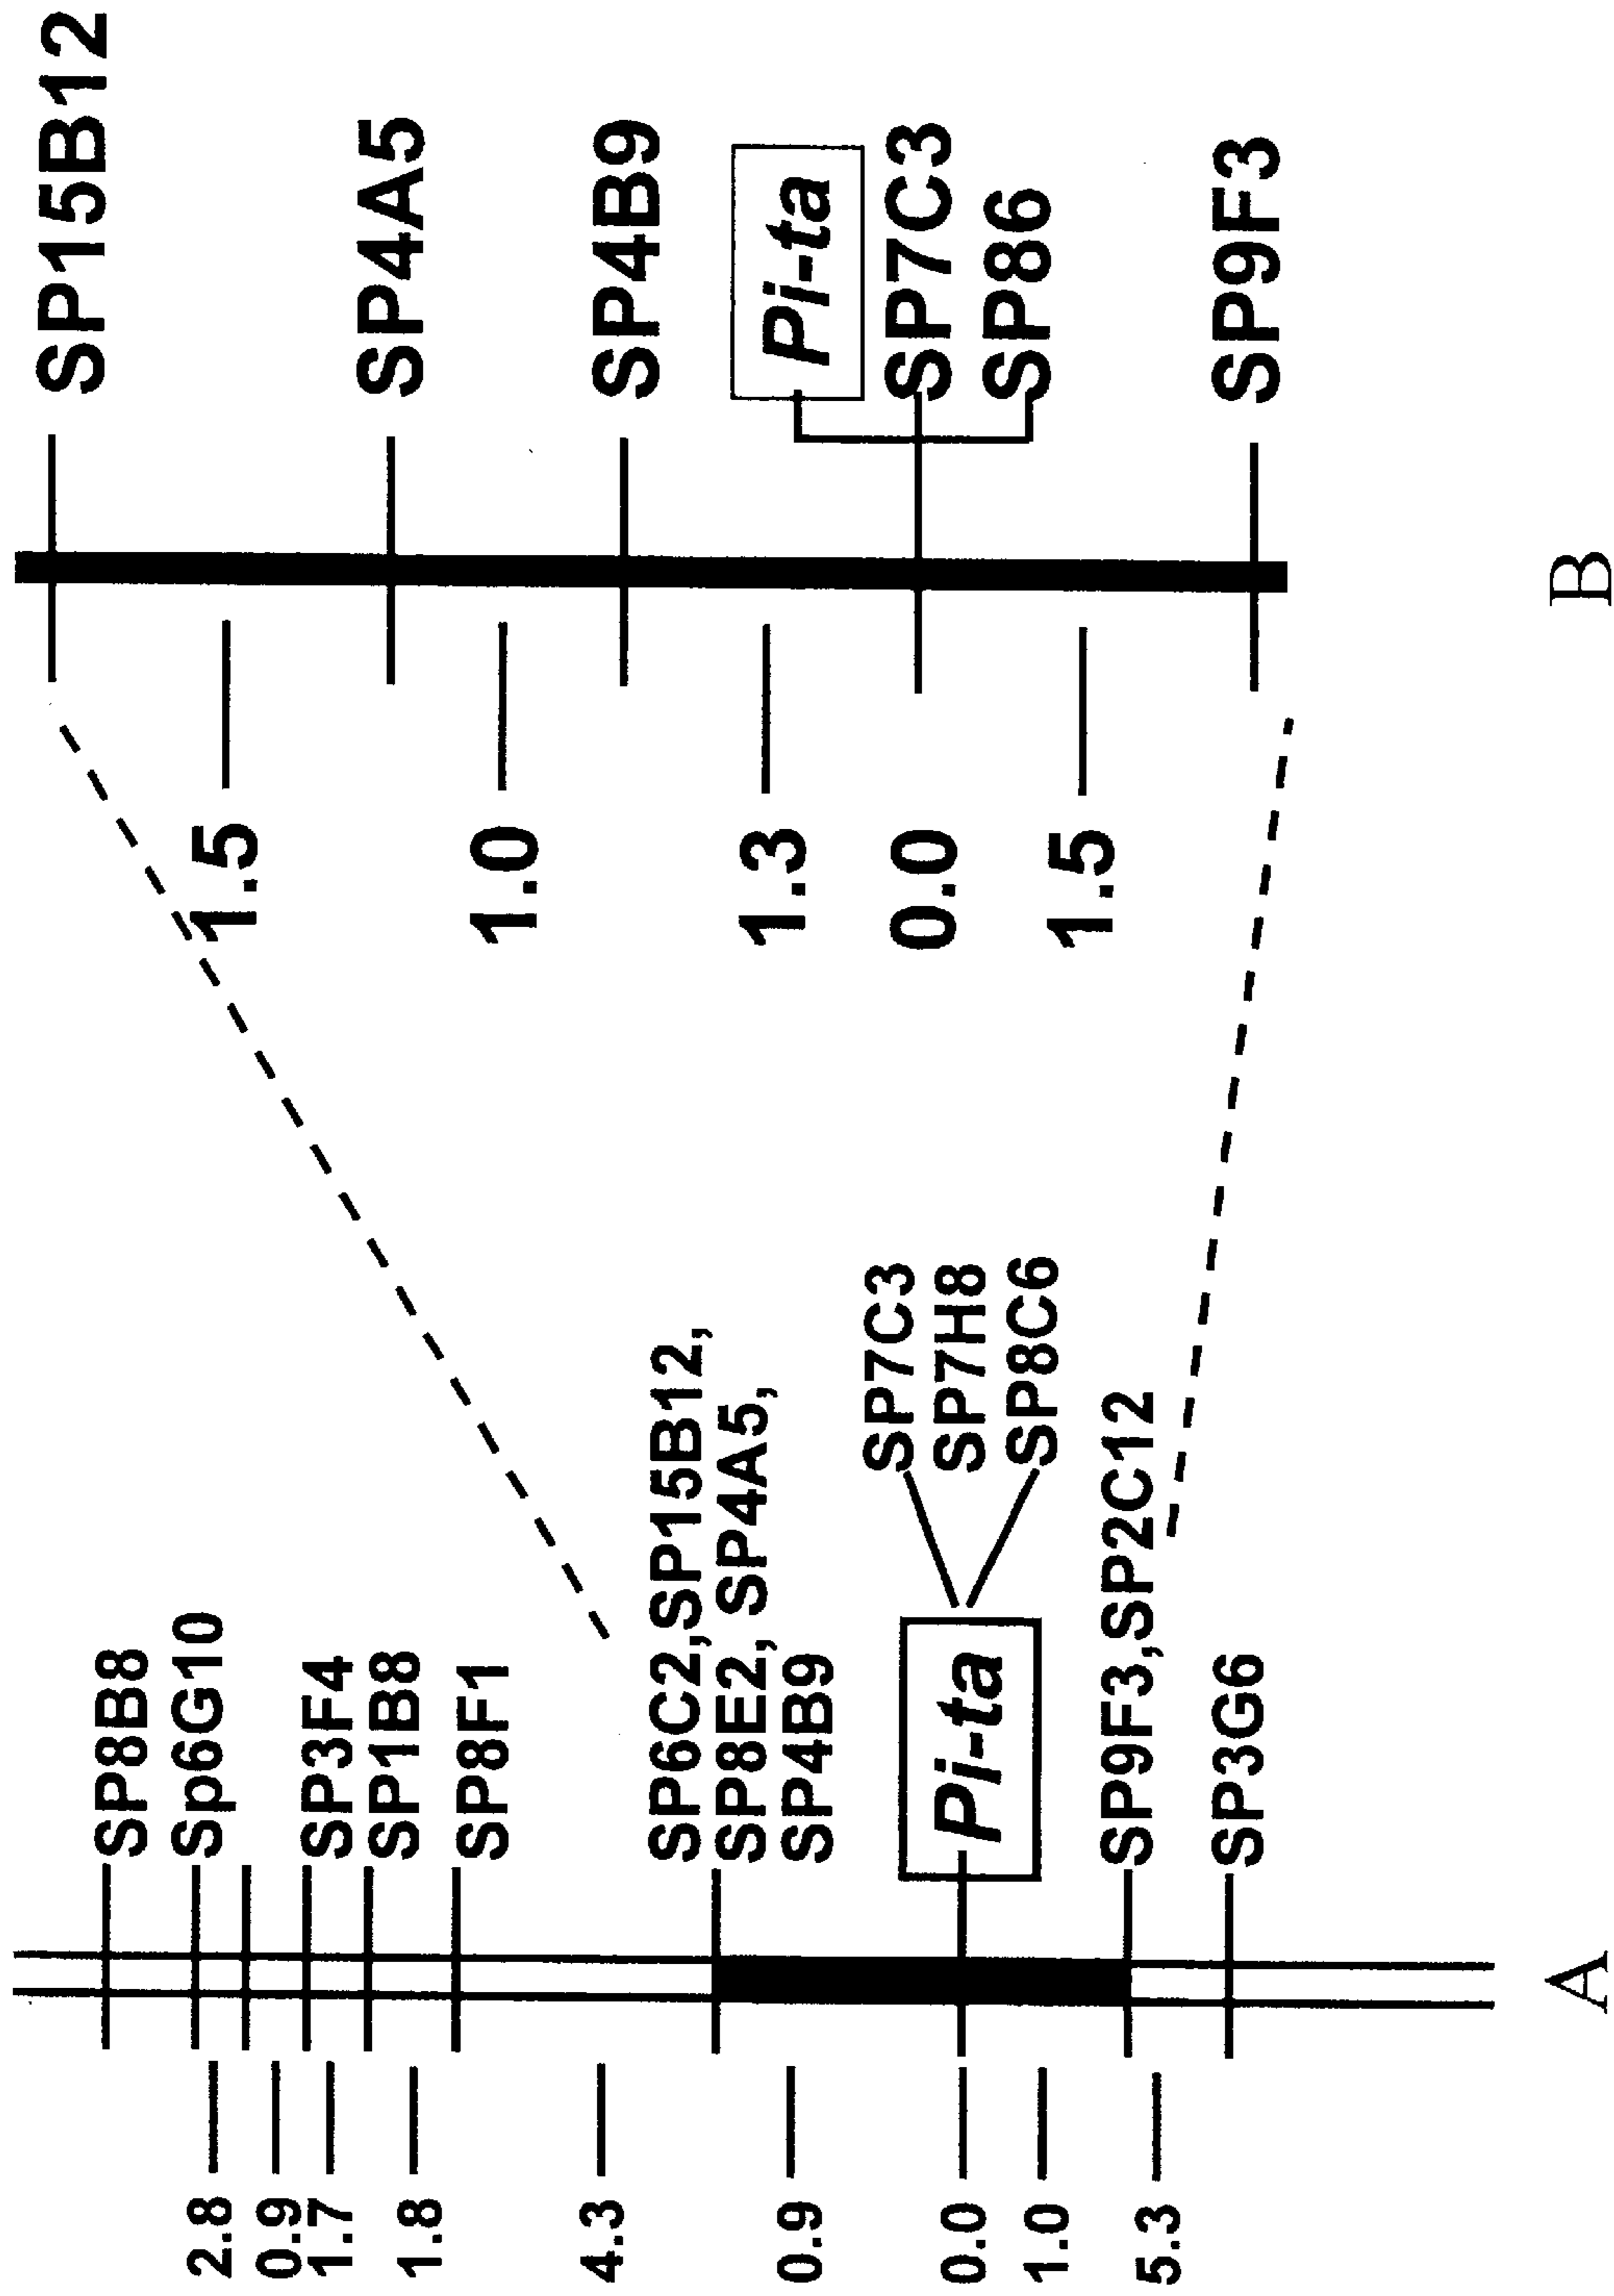 SP8B8
Sp6G10
SP3F4
SP1B8
SP8F1
SP6C2,SP15B12,
SP8E2, SP4A5,
SP4B9
Pi-ta
SP7C3
SP7H8
SP8C6
SP9F3,SP2C12
SP3G6
2.8
0.9
1.7
1.8
4.3
0.9
0.0
1.0
5.3
A
SP15B12
SP4A5
SP4B9
Pi-ta
SP7C3
SP86
SP9F3
1.5
1.0
1.3
0.0
1.5
B